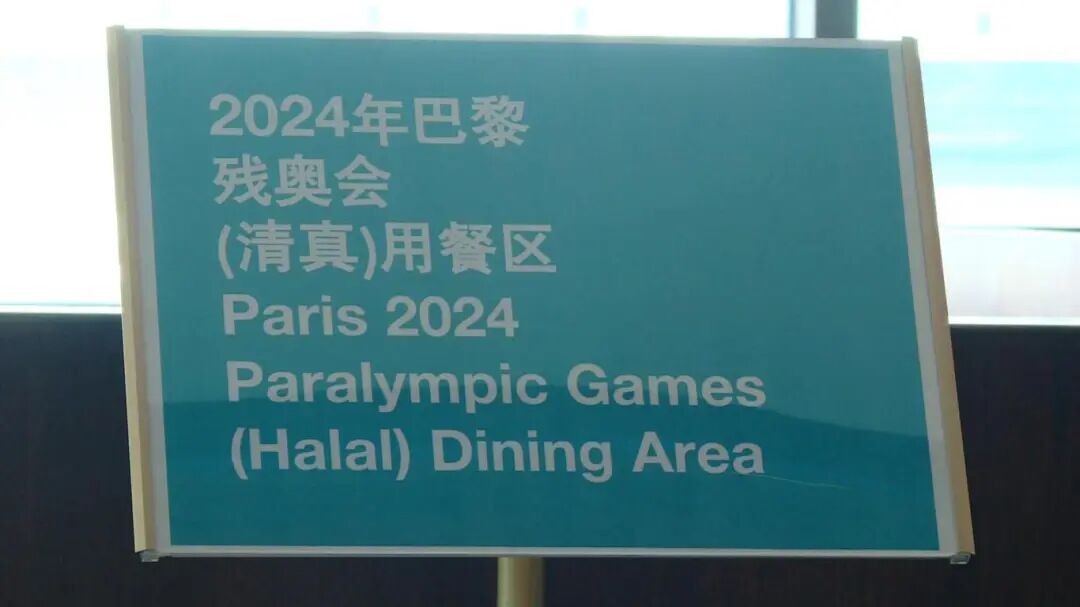 2024年巴黎
残奥会
(清真)用餐区
Paris 2024
Paralympic Games
(Halal) Dining Area